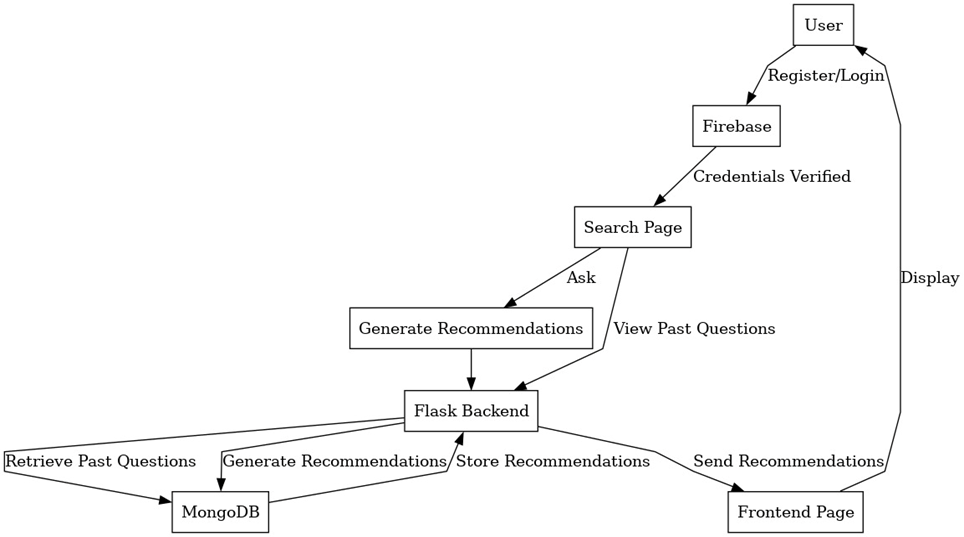 User
Register/Login
Firebase
Credentials Verified
Search Page
Ask
Display
Generate Recommendations
View Past Questions
Flask Backend
Retrieve Past Questions
Generate Recommendations
Store Recommendations
Send Recommendations
MongoDB
Frontend Page